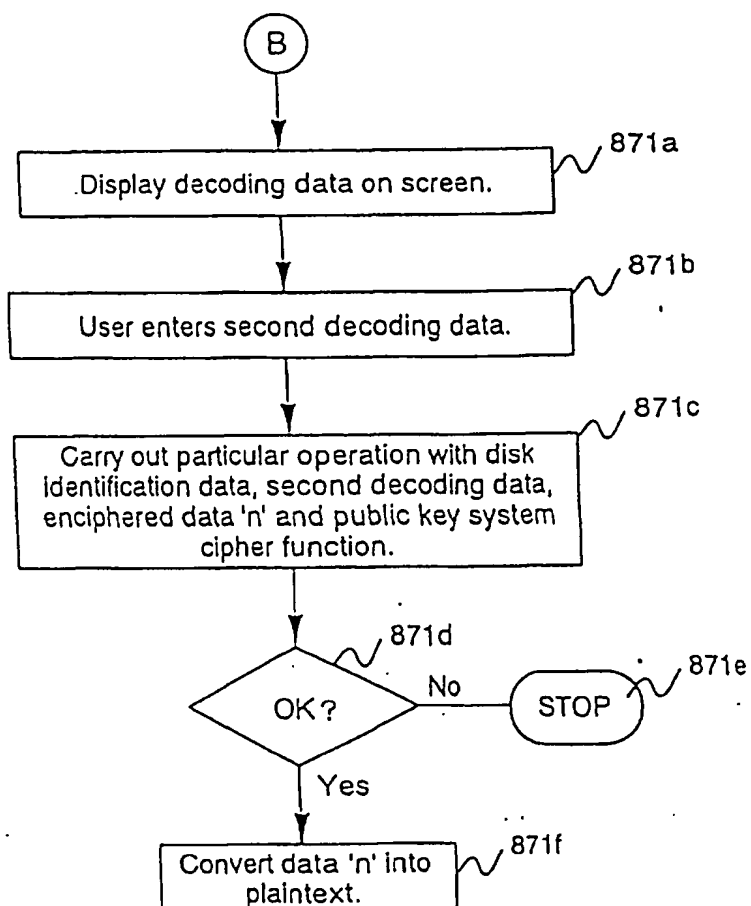 B
871a
.Display decoding data on screen.
871b
User enters second decoding data.
871c
Carry out particular operation with disk
identification data, second decoding data,
enciphered data 'n' and public key system
cipher function.
871d
OK?
No
STOP
871e
Yes
Convert data 'n' into
plaintext.
871f